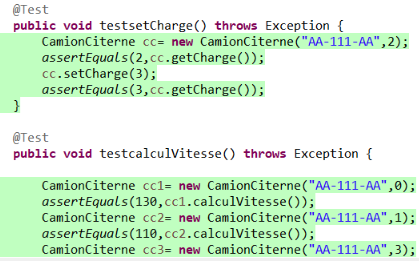 @Test
public void testsetCharge() throws Exception {
CamionCiterne cc= new CamionCiterne("AA-111-AA",2);
assertEquals(2,cc.getCharge());
cc.setCharge(3);
assertEquals(3,cc.getCharge());
}
@Test
public void testcalculVitesse() throws Exception {
CamionCiterne cc1= new CamionCiterne("AA-111-AA",0);
assertEquals(130,cc1.calculVitesse());
CamionCiterne cc2= new CamionCiterne("AA-111-AA",1);
assertEquals(110,cc2.calculVitesse());
CamionCiterne cc3= new CamionCiterne("AA-111-AA",3);